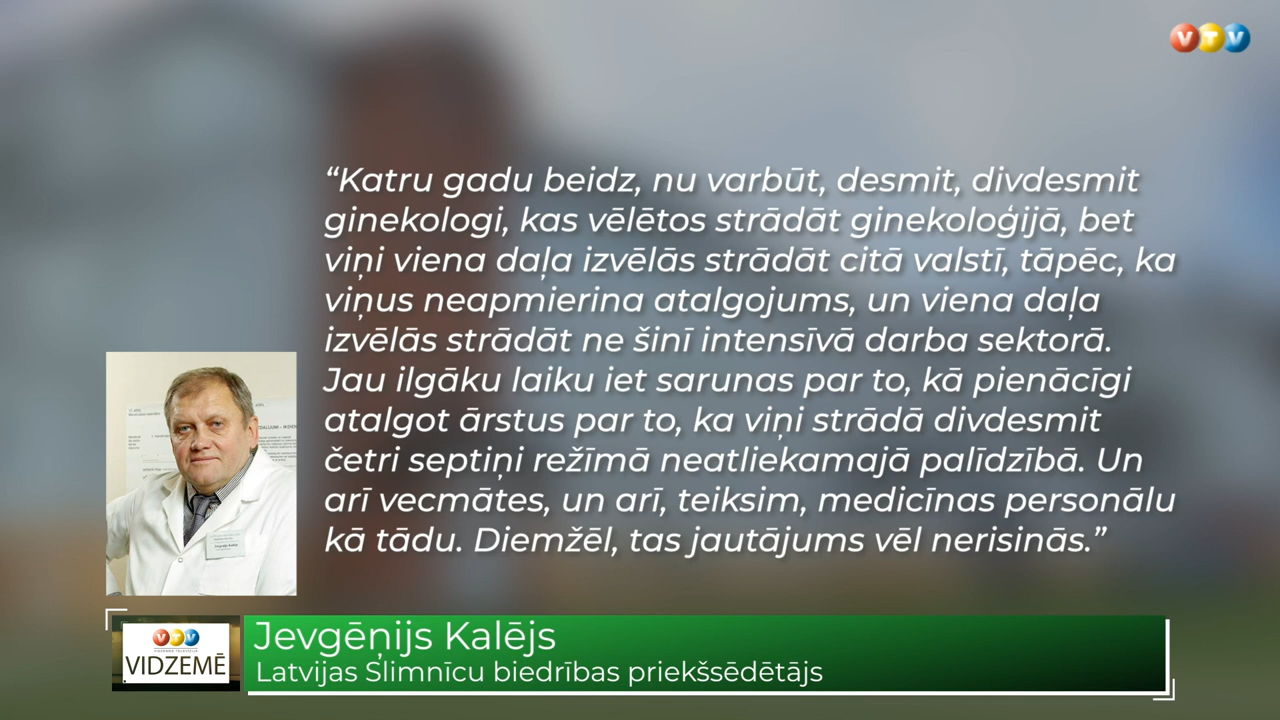 VTV
“Katru gadu beidz, nu varbūt, desmit, divdesmit
ginekologi, kas vēlētos strādāt ginekoloģijā, bet
viņi viena daļa izvēlās strādāt citā valstī, tāpēc, ka
viņus neapmierina atalgojums, un viena daļa
izvēlās strādāt ne šinī intensīvā darba sektorā.
Jau ilgāku laiku iet sarunas par to, kā pienācīgi
atalgot ārstus par to, ka viņi strādā divdesmit
četri septiņi režīmā neatliekamajā palīdzībā. Un
arī vecmātes, un arī, teiksim, medicīnas personālu
kā tādu. Diemžēl, tas jautājums vēl nerisinās.”
VTV
VIDZEMES TELEVĪZIJA
VIDZEMĒ
Jevgēņijs Kalējs
Latvijas Slimnīcu biedrības priekšsēdētājs